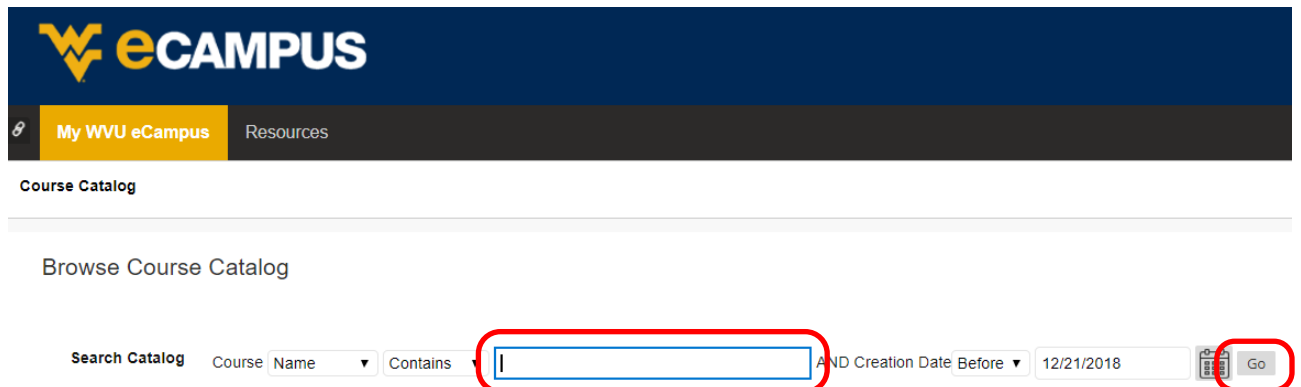 eCAMPUS
My WVU eCampus Resources
Course Catalog
Browse Course Catalog
Search Catalog Course Name Contains AND Creation Date Before 12/21/2018 Go